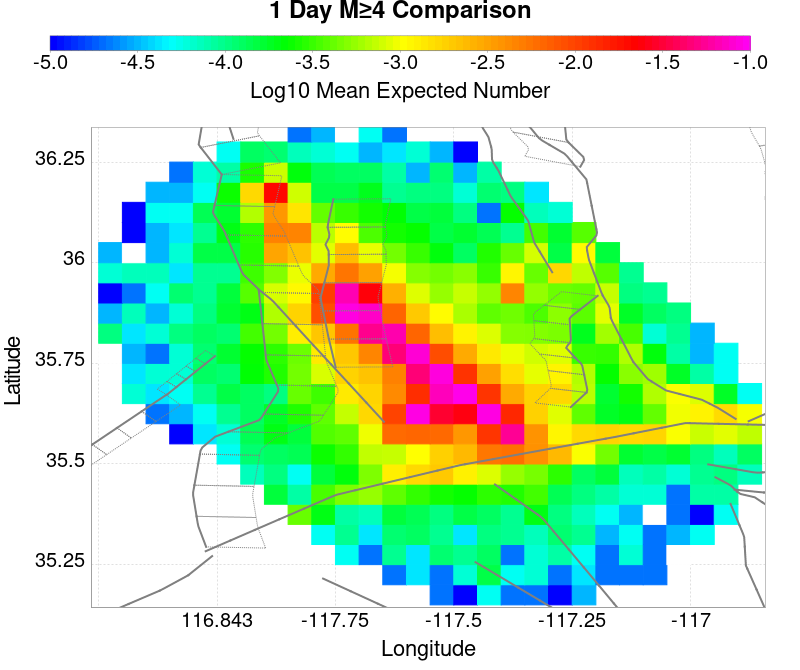 1 Day M≥4 Comparison
-5.0 -4.5 -4.0 -3.5 -3.0 -2.5 -2.0 -1.5 -1.0
Log10 Mean Expected Number
36.25
36
35.75
35.5
35.25
Latitude
116.843 -117.75 -117.5 -117.25 -117
Longitude